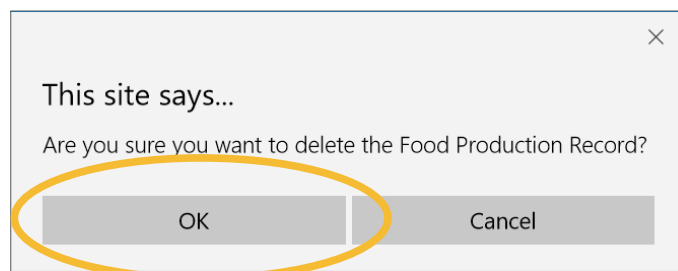 This site says...
Are you sure you want to delete the Food Production Record?
OK Cancel